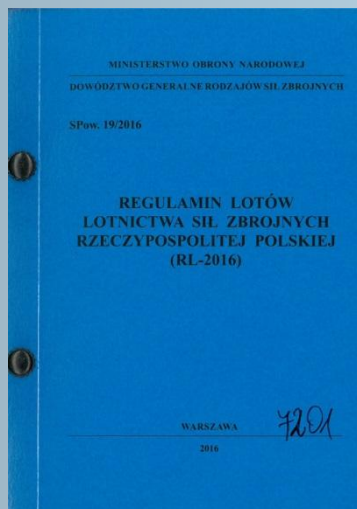 MINISTERSTWO OBRONY NARODOWEJ
DOWÓDZTWO GENERALNE RODZAJÓW SIŁ ZBROJNYCH
SPow. 19/2016
REGULAMIN LOTÓW
LOTNICTWA SIŁ ZBROJNYCH
RZECZYPOSPOLITEJ POLSKIEJ
(RL-2016)
7201
WARSZAWA
2016